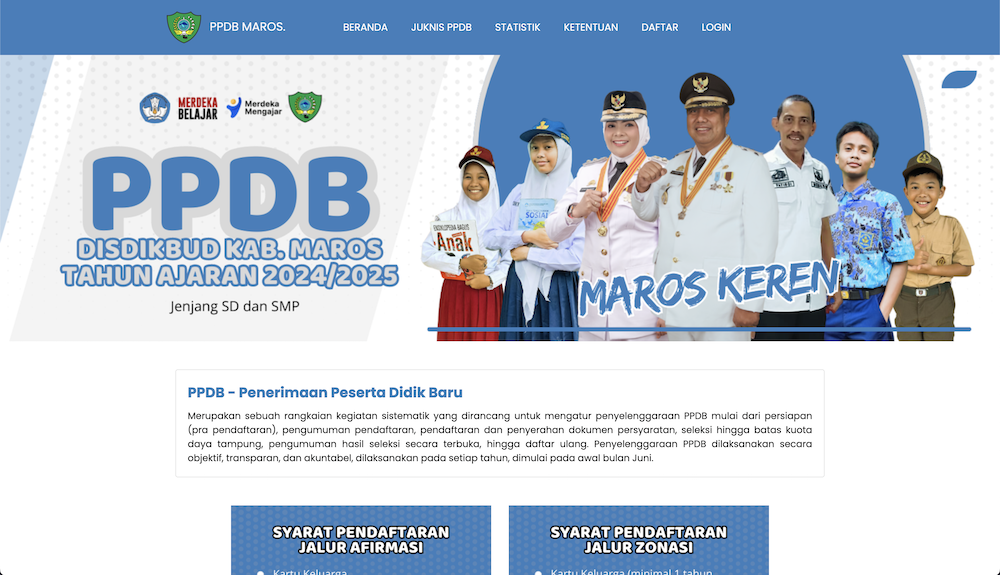 PPDB MAROS.
BERANDA
JUKNIS PPDB
STATISTIK
KETENTUAN
DAFTAR
LOGIN
MERDEKA
BELAJAR
Merdeka
Mengajar
PPDB
DISDIKBUD KAB. MAROS
TAHUN AJARAN 2024/2025
Jenjang SD dan SMP
Anak
SOSIAL
MAROS KEREN
PPDB - Penerimaan Peserta Didik Baru
Merupakan sebuah rangkaian kegiatan sistematik yang dirancang untuk mengatur penyelenggaraan PPDB mulai dari persiapan
(pra pendaftaran), pengumuman pendaftaran, pendaftaran dan penyerahan dokumen persyaratan, seleksi hingga batas kuota
daya tampung, pengumuman hasil seleksi secara terbuka, hingga daftar ulang. Penyelenggaraan PPDB dilaksanakan secara
objektif, transparan, dan akuntabel, dilaksanakan pada setiap tahun, dimulai pada awal bulan Juni.
SYARAT PENDAFTARAN
JALUR AFIRMASI
Kartu Keluarga
SYARAT PENDAFTARAN
JALUR ZONASI
Kartu Keluarga (minimal 1 tahun